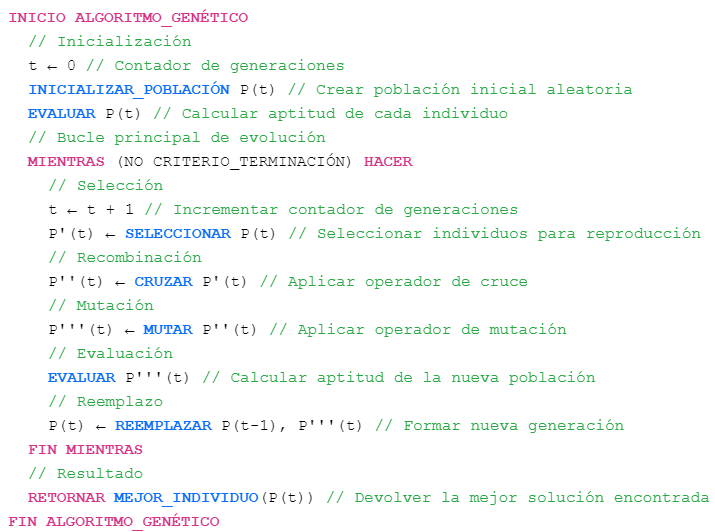 INICIO ALGORITMO_GENÉTICO
// Inicialización
t ← 0 // Contador de generaciones
INICIALIZAR_POBLACIÓN P(t) // Crear población inicial aleatoria
EVALUAR P(t) // Calcular aptitud de cada individuo
// Bucle principal de evolución
MIENTRAS (NO CRITERIO_TERMINACIÓN) HACER
// Selección
t ← t + 1 // Incrementar contador de generaciones
P'(t) ← SELECCIONAR P(t) // Seleccionar individuos para reproducción
// Recombinación
P''(t) ← CRUZAR P'(t) // Aplicar operador de cruce
// Mutación
P'''(t) ← MUTAR P''(t) // Aplicar operador de mutación
// Evaluación
EVALUAR P'''(t) // Calcular aptitud de la nueva población
// Reemplazo
P(t) ← REEMPLAZAR P(t-1), P'''(t) // Formar nueva generación
FIN MIENTRAS
// Resultado
RETORNAR MEJOR_INDIVIDUO(P(t)) // Devolver la mejor solución encontrada
FIN ALGORITMO_GENÉTICO